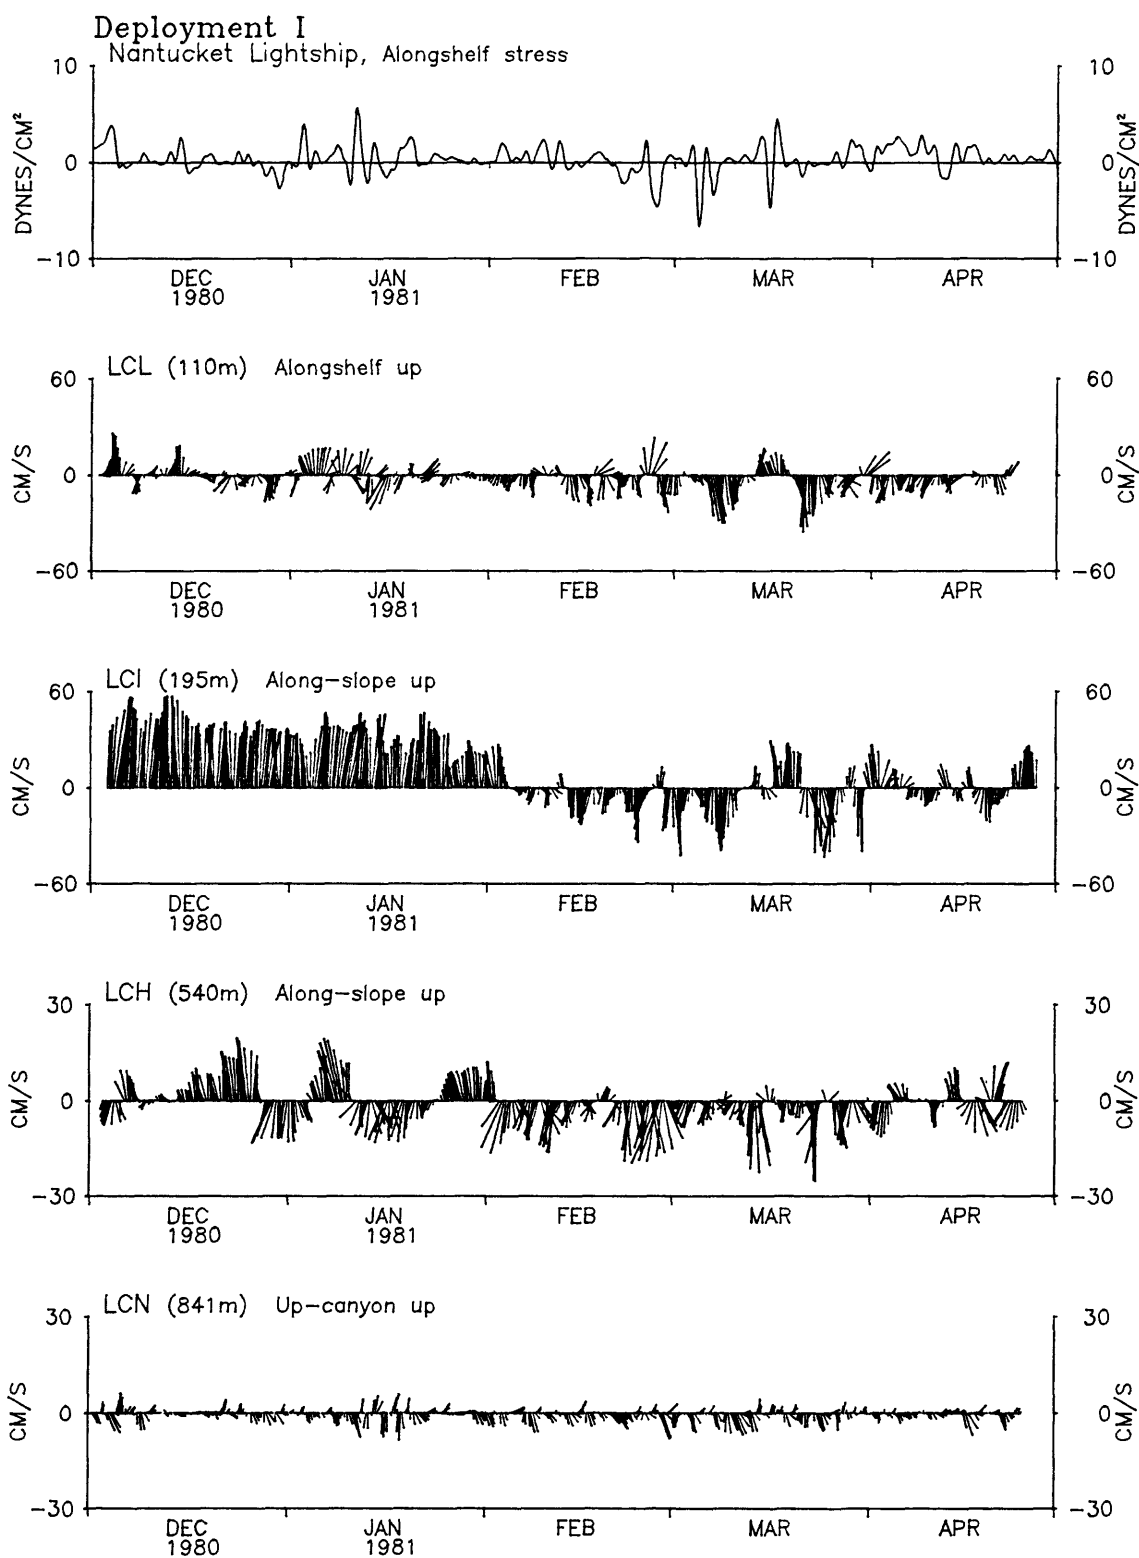 Deployment I
Nantucket Lightship, Alongshelf stress
10 10
DYNES/CM² DYNES/CM²
0 0
-10 -10
DEC JAN FEB MAR APR
1980 1981
LCL (110m) Alongshelf up
60 60
CM/S CM/S
0 0
-60 -60
DEC JAN FEB MAR APR
1980 1981
LCI (195m) Along-slope up
60 60
CM/S CM/S
0 0
-60 -60
DEC JAN FEB MAR APR
1980 1981
LCH (540m) Along-slope up
30 30
CM/S CM/S
0 0
-30 -30
DEC JAN FEB MAR APR
1980 1981
LCN (841m) Up-canyon up
30 30
CM/S CM/S
0 0
-30 -30
DEC JAN FEB MAR APR
1980 1981